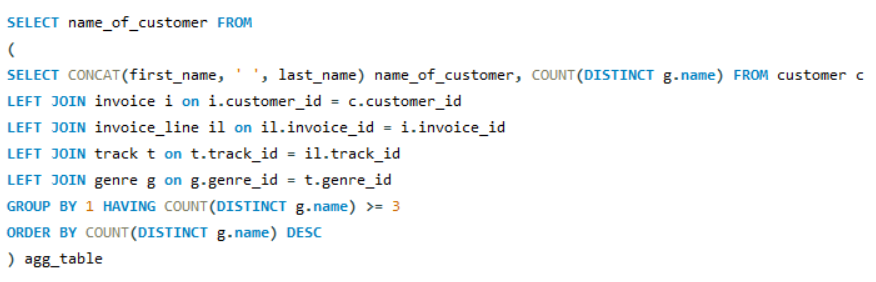 SELECT name_of_customer FROM
(
SELECT CONCAT(first_name, ' ', last_name) name_of_customer, COUNT(DISTINCT g.name) FROM customer c
LEFT JOIN invoice i on i.customer_id = c.customer_id
LEFT JOIN invoice_line il on il.invoice_id = i.invoice_id
LEFT JOIN track t on t.track_id = il.track_id
LEFT JOIN genre g on g.genre_id = t.genre_id
GROUP BY 1 HAVING COUNT(DISTINCT g.name) >= 3
ORDER BY COUNT(DISTINCT g.name) DESC
) agg_table